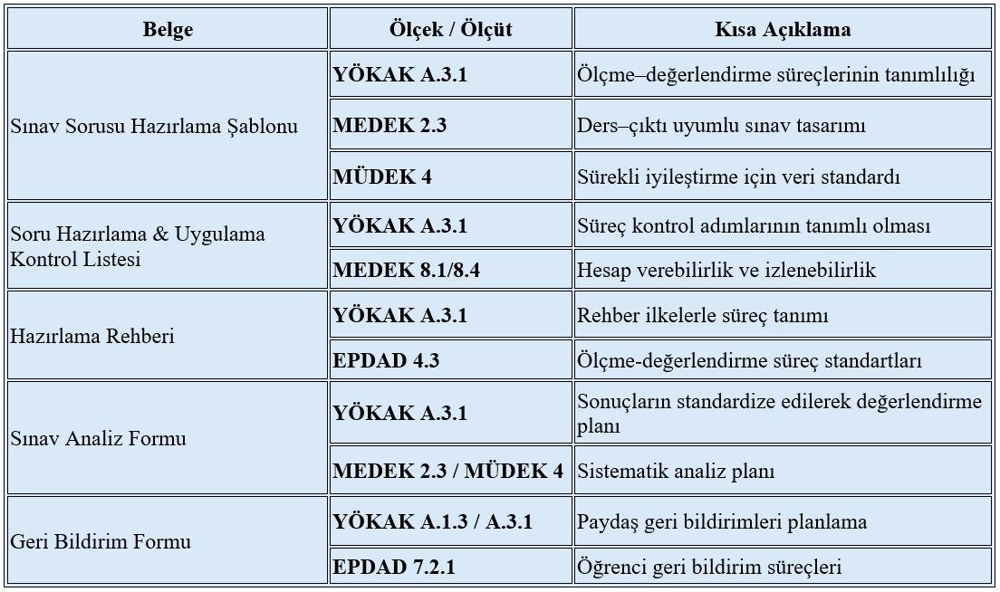 Belge Ölçek / Ölçüt Kısa Açıklama
Sınav Sorusu Hazırlama Şablonu
YÖKAK A.3.1 Ölçme–değerlendirme süreçlerinin tanımlılığı
MEDEK 2.3 Ders–çıktı uyumlu sınav tasarımı
MÜDEK 4 Sürekli iyileştirme için veri standardı
Soru Hazırlama & Uygulama
Kontrol Listesi
YÖKAK A.3.1 Süreç kontrol adımlarının tanımlı olması
MEDEK 8.1/8.4 Hesap verebilirlik ve izlenebilirlik
Hazırlama Rehberi
YÖKAK A.3.1 Rehber ilkelerle süreç tanımı
EPDAD 4.3 Ölçme-değerlendirme süreç standartları
Sınav Analiz Formu
YÖKAK A.3.1 Sonuçların standardize edilerek değerlendirme
planı
MEDEK 2.3 / MÜDEK 4 Sistematik analiz planı
Geri Bildirim Formu
YÖKAK A.1.3 / A.3.1 Paydaş geri bildirimleri planlama
EPDAD 7.2.1 Öğrenci geri bildirim süreçleri